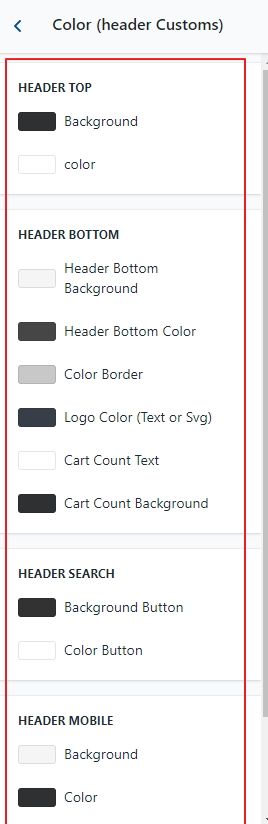 Color (header Customs)
HEADER TOP
Background
color
HEADER BOTTOM
Header Bottom
Background
Header Bottom Color
Color Border
Logo Color (Text or Svg)
Cart Count Text
Cart Count Background
HEADER SEARCH
Background Button
Color Button
HEADER MOBILE
Background
Color